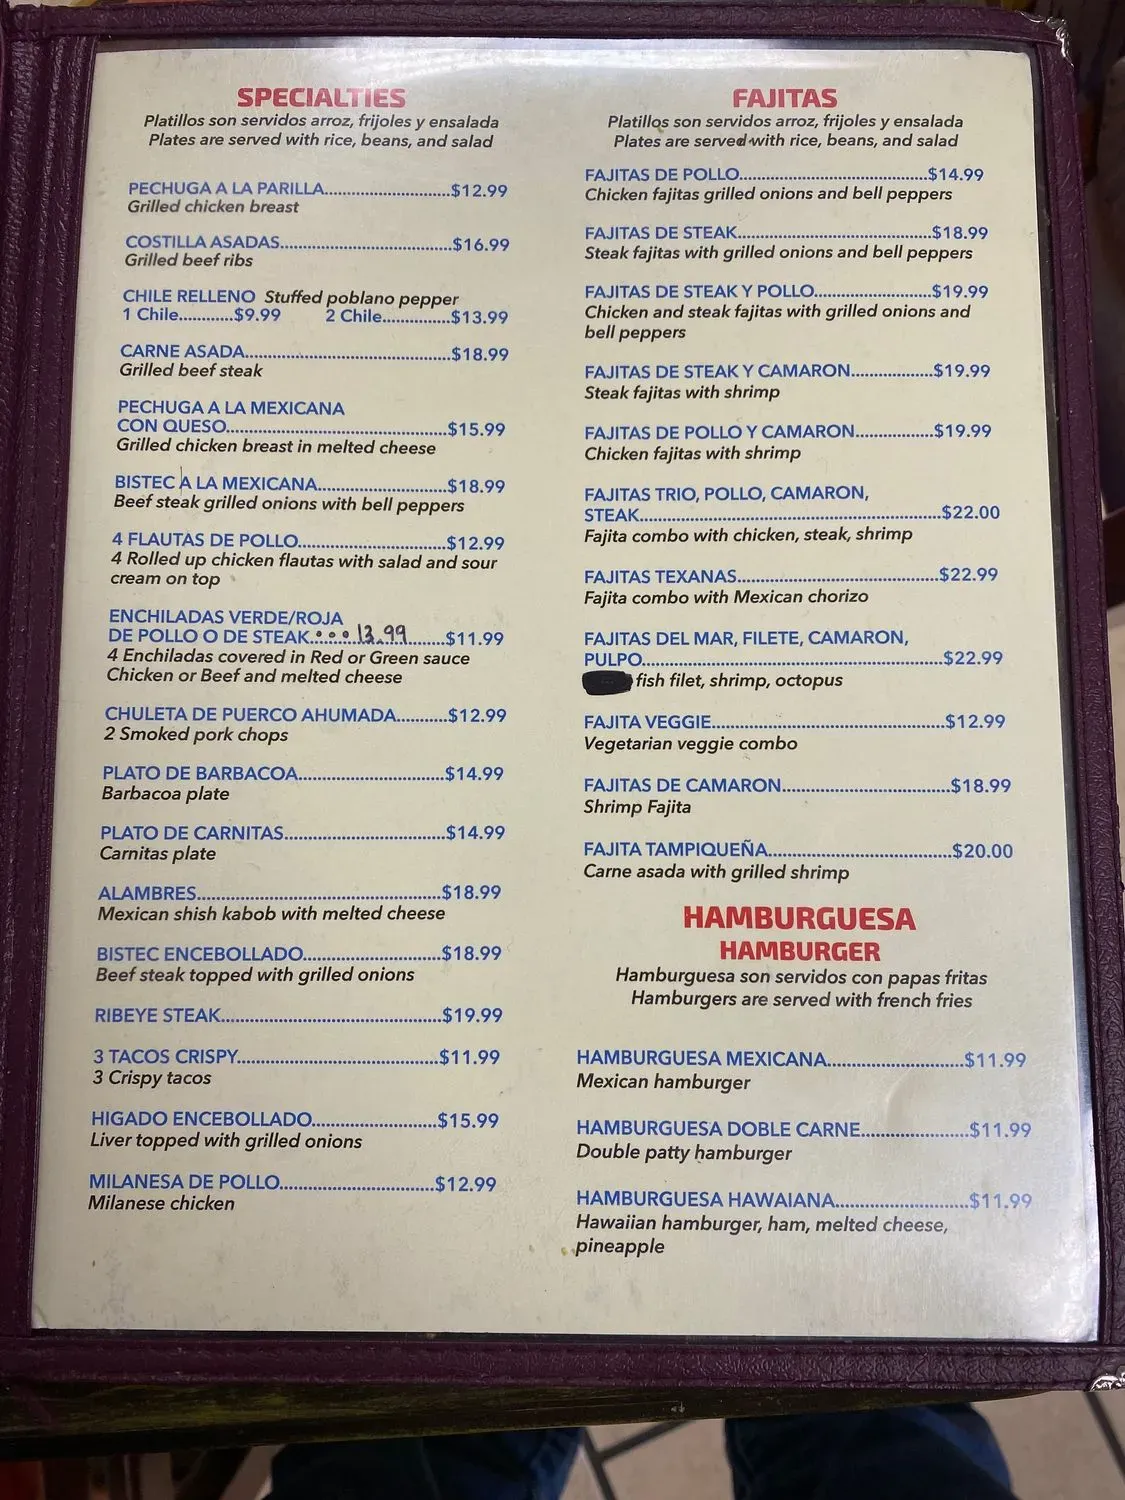 SPECIALTIES
Platillos son servidos arroz, frijoles y ensalada
Plates are served with rice, beans, and salad
PECHUGA A LA PARILLA........................$12.99
Grilled chicken breast
COSTILLA ASADAS.................................$16.99
Grilled beef ribs
CHILE RELLENO Stuffed poblano pepper
1 Chile...........$9.99 2 Chile..............$13.99
CARNE ASADA........................................$18.99
Grilled beef steak
PECHUGA A LA MEXICANA
CON QUESO...........................................$15.99
Grilled chicken breast in melted cheese
BISTEC A LA MEXICANA.........................$18.99
Beef steak grilled onions with bell peppers
4 FLAUTAS DE POLLO.............................$12.99
4 Rolled up chicken flautas with salad and sour
cream on top
ENCHILADAS VERDE/ROJA
DE POLLO O DE STEAK.... 13.99 .......$11.99
4 Enchiladas covered in Red or Green sauce
Chicken or Beef and melted cheese
CHULETA DE PUERCO AHUMADA..........$12.99
2 Smoked pork chops
PLATO DE BARBACOA............................$14.99
Barbacoa plate
PLATO DE CARNITAS...............................$14.99
Carnitas plate
ALAMBRES...............................................$18.99
Mexican shish kabob with melted cheese
BISTEC ENCEBOLLADO..........................$18.99
Beef steak topped with grilled onions
RIBEYE STEAK..........................................$19.99
3 TACOS CRISPY......................................$11.99
3 Crispy tacos
HIGADO ENCEBOLLADO.......................$15.99
Liver topped with grilled onions
MILANESA DE POLLO.............................$12.99
Milanese chicken
FAJITAS
Platillos son servidos arroz, frijoles y ensalada
Plates are served with rice, beans, and salad
FAJITAS DE POLLO....................................$14.99
Chicken fajitas grilled onions and bell peppers
FAJITAS DE STEAK.....................................$18.99
Steak fajitas with grilled onions and bell peppers
FAJITAS DE STEAK Y POLLO......................$19.99
Chicken and steak fajitas with grilled onions and
bell peppers
FAJITAS DE STEAK Y CAMARON...............$19.99
Steak fajitas with shrimp
FAJITAS DE POLLO Y CAMARON..............$19.99
Chicken fajitas with shrimp
FAJITAS TRIO, POLLO, CAMARON,
STEAK........................................................$22.00
Fajita combo with chicken, steak, shrimp
FAJITAS TEXANAS.....................................$22.99
Fajita combo with Mexican chorizo
FAJITAS DEL MAR, FILETE, CAMARON,
PULPO.......................................................$22.99
fish filet, shrimp, octopus
FAJITA VEGGIE..........................................$12.99
Vegetarian veggie combo
FAJITAS DE CAMARON..............................$18.99
Shrimp Fajita
FAJITA TAMPIQUEÑA.................................$20.00
Carne asada with grilled shrimp
HAMBURGUESA
HAMBURGER
Hamburguesa son servidos con papas fritas
Hamburgers are served with french fries
HAMBURGUESA MEXICANA........................$11.99
Mexican hamburger
HAMBURGUESA DOBLE CARNE...................$11.99
Double patty hamburger
HAMBURGUESA HAWAIANA........................$11.99
Hawaiian hamburger, ham, melted cheese,
pineapple